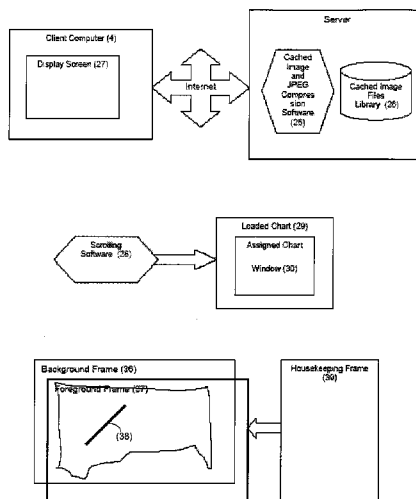 Server
Client Computer (4)
Display Screen (27)
Internet
Cached
Image
and
JPEG
Compres
sion
Software
(25)
Cached Image
Files
Library (26)
Scrolling
Software (28)
Loaded Chart (29)
Assigned Chart
Window (30)
Background Frame (36)
Foreground Frame (37)
(38)
Housekeeping Frame
(39)